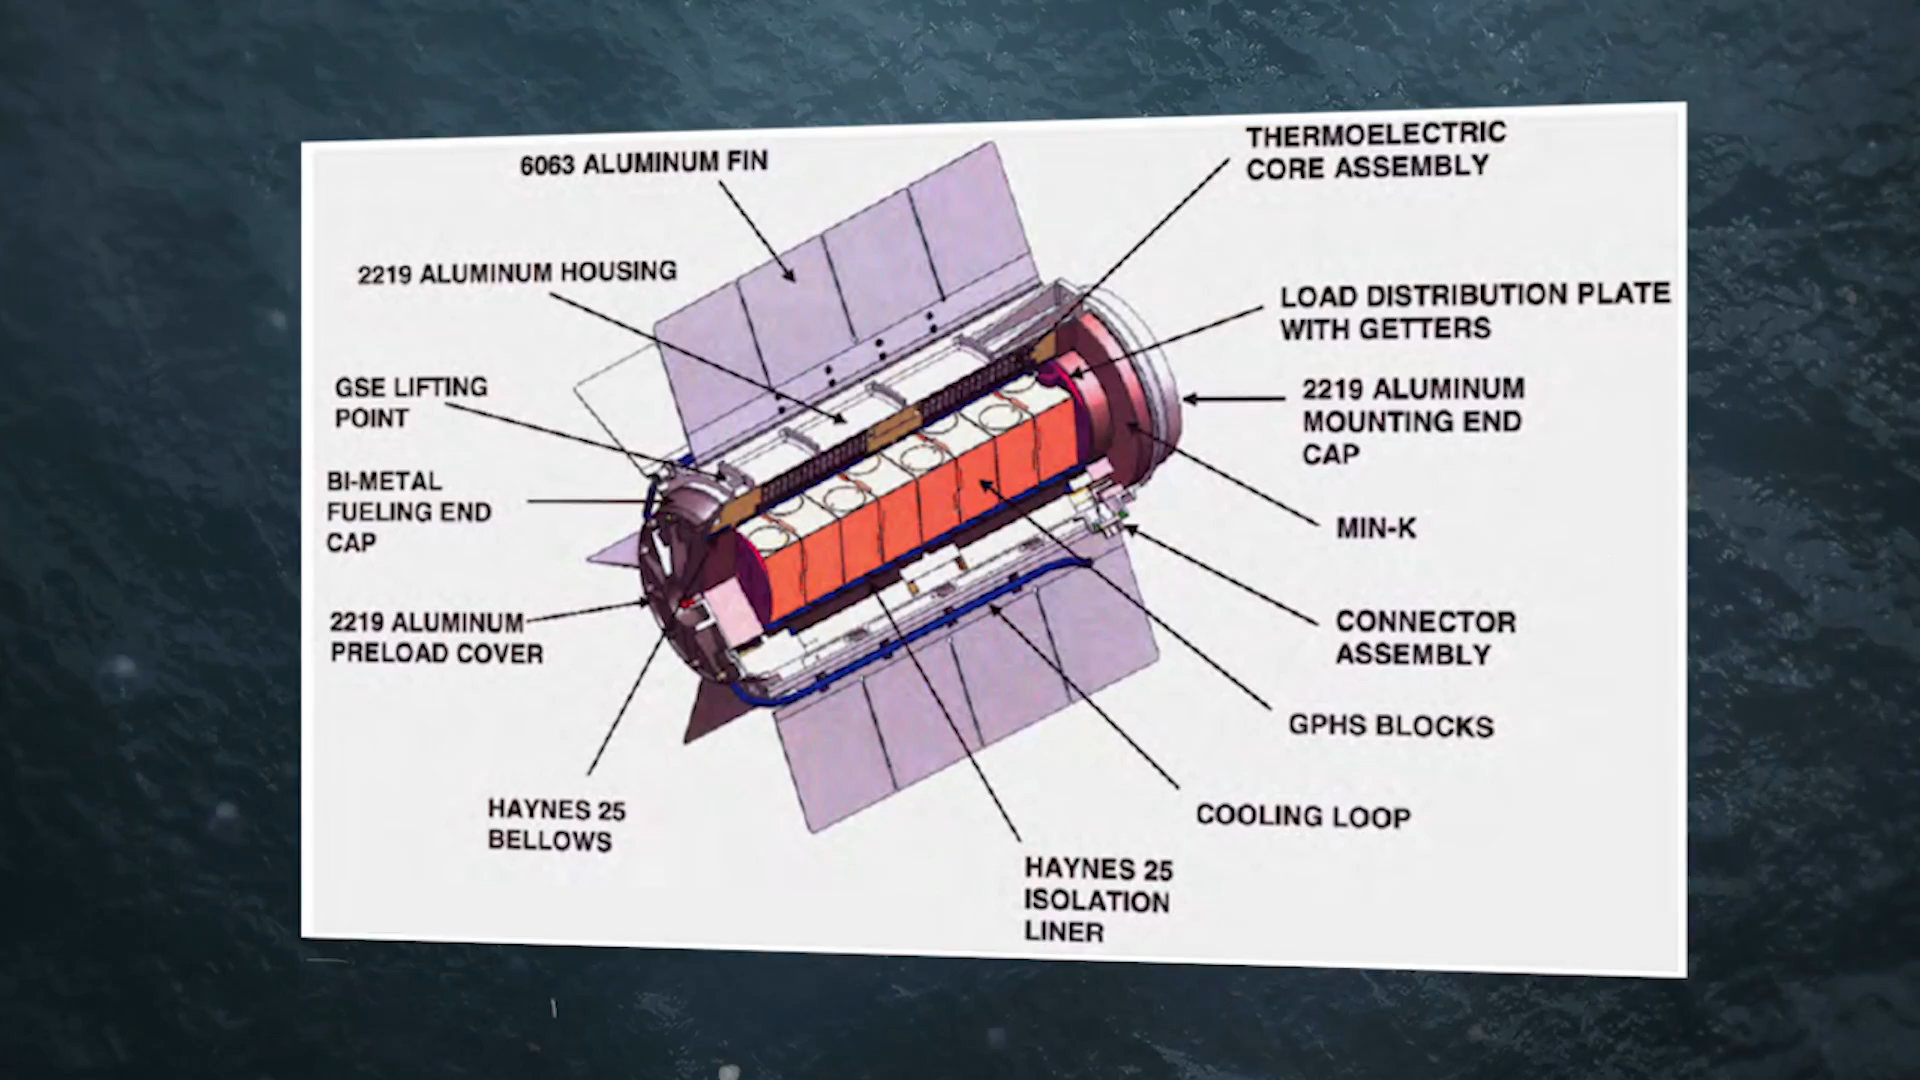 6063 ALUMINUM FIN
THERMOELECTRIC
CORE ASSEMBLY
2219 ALUMINUM HOUSING
LOAD DISTRIBUTION PLATE
WITH GETTERS
GSE LIFTING
POINT
2219 ALUMINUM
MOUNTING END
CAP
BI-METAL
FUELING END
CAP
MIN-K
2219 ALUMINUM
PRELOAD COVER
CONNECTOR
ASSEMBLY
GPHS BLOCKS
HAYNES 25
BELLOWS
COOLING LOOP
HAYNES 25
ISOLATION
LINER